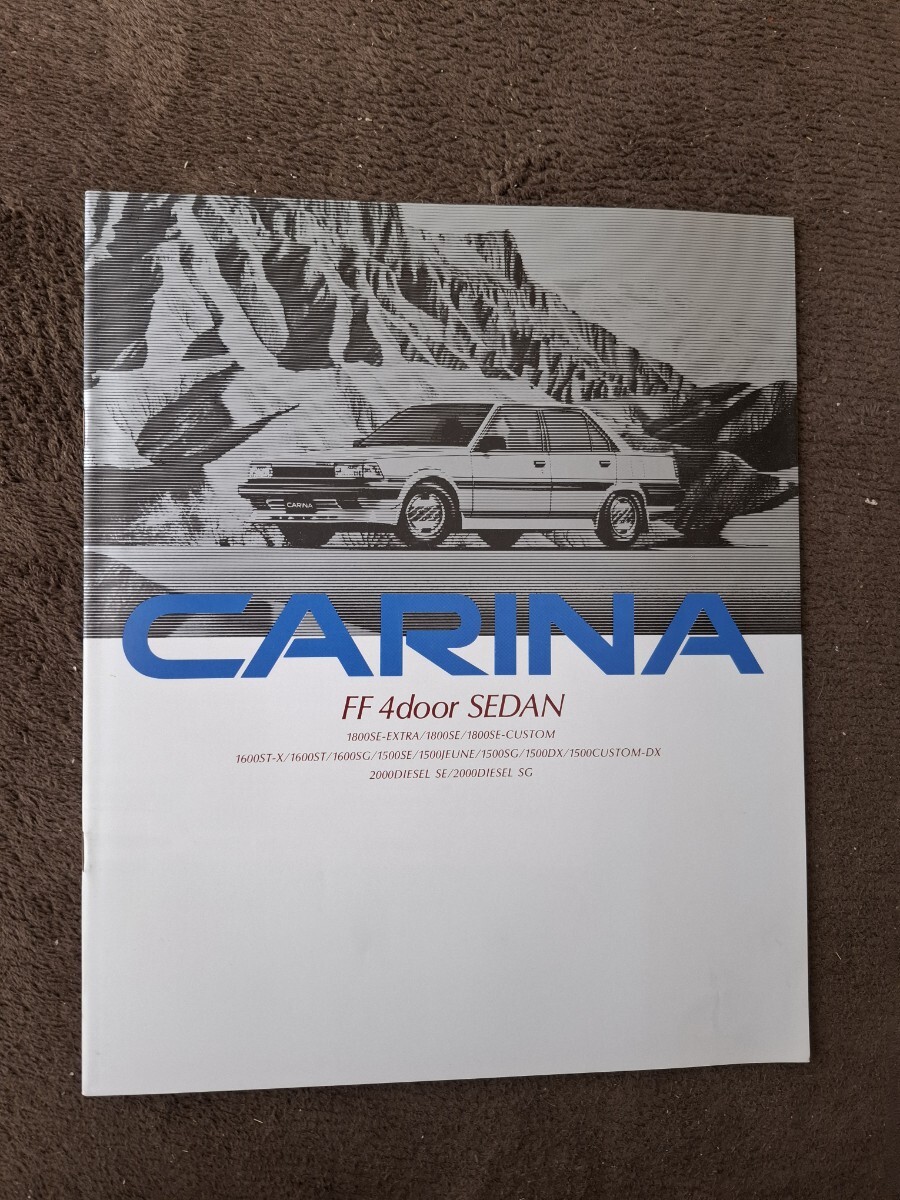 CARINA
CARINA
FF 4door SEDAN
1800SE-EXTRA/1800SE/1800SE-CUSTOM
1600ST-X/1600ST/1600SG/1500SE/1500JEUNE/1500SG/1500DX/1500CUSTOM-DX
2000DIESEL SE/2000DIESEL SG